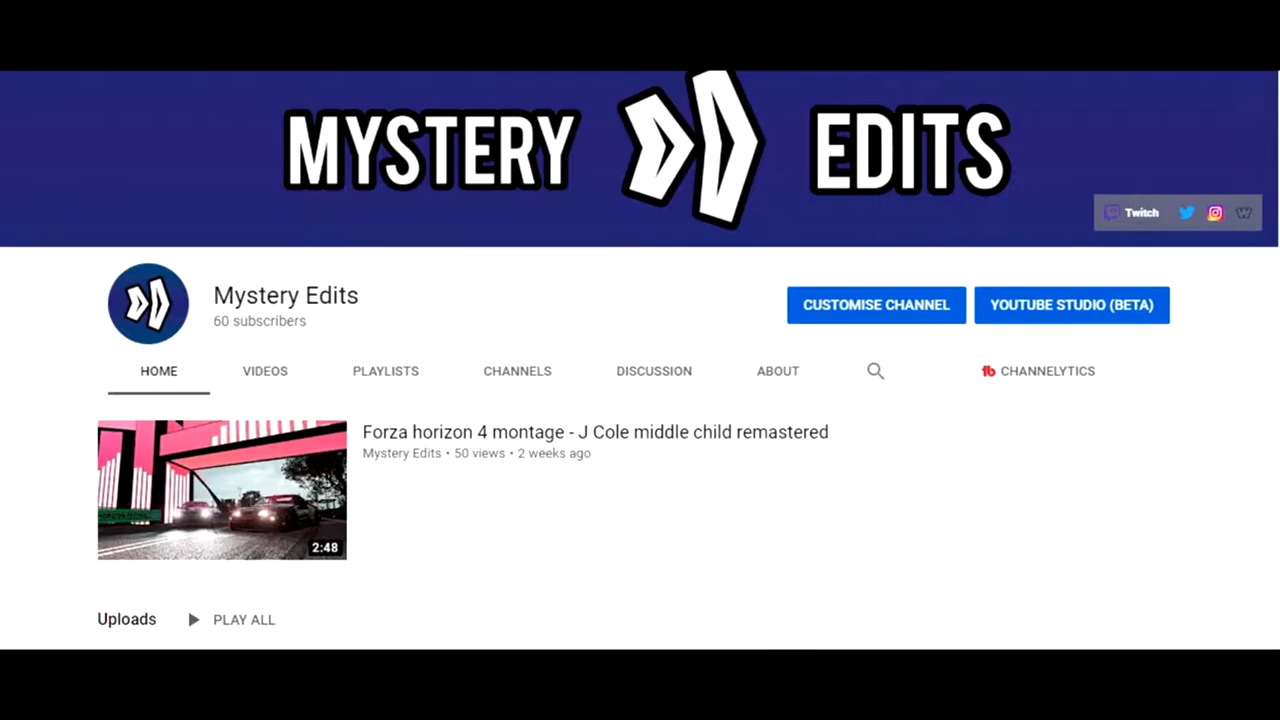 MYSTERY EDITS
Twitch
Mystery Edits
60 subscribers
CUSTOMISE CHANNEL
YOUTUBE STUDIO (BETA)
HOME VIDEOS PLAYLISTS CHANNELS DISCUSSION ABOUT CHANNELYTICS
Forza horizon 4 montage - J Cole middle child remastered
Mystery Edits • 50 views • 2 weeks ago
2:48
Uploads PLAY ALL